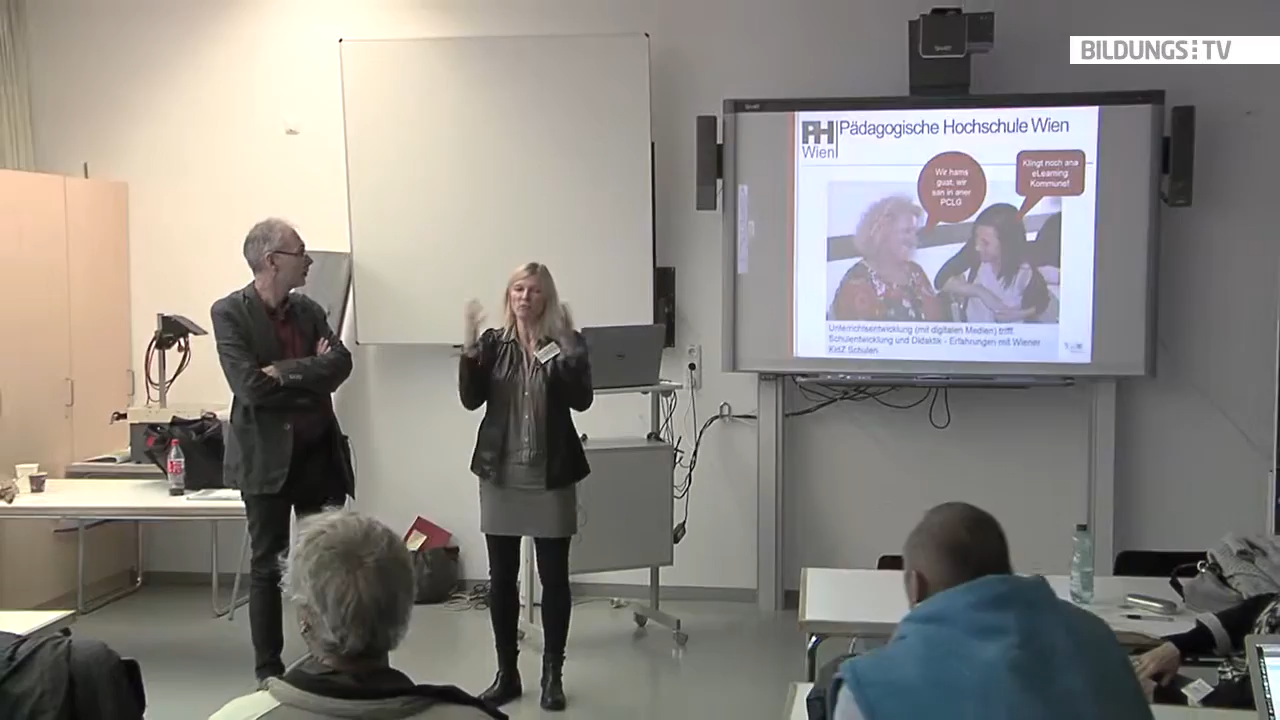 BILDUNGS TV
PH
Wien
Pädagogische Hochschule Wien
Wir hams
gust, wir
san in aner
PCLG
Klingt noch ana
eLearning
Kommune!
Unterrichtsentwicklung (mit digitalen Medien) trifft
Schulentwicklung und Didaktik - Erfahrungen mit Wiener
KidZ Schulen